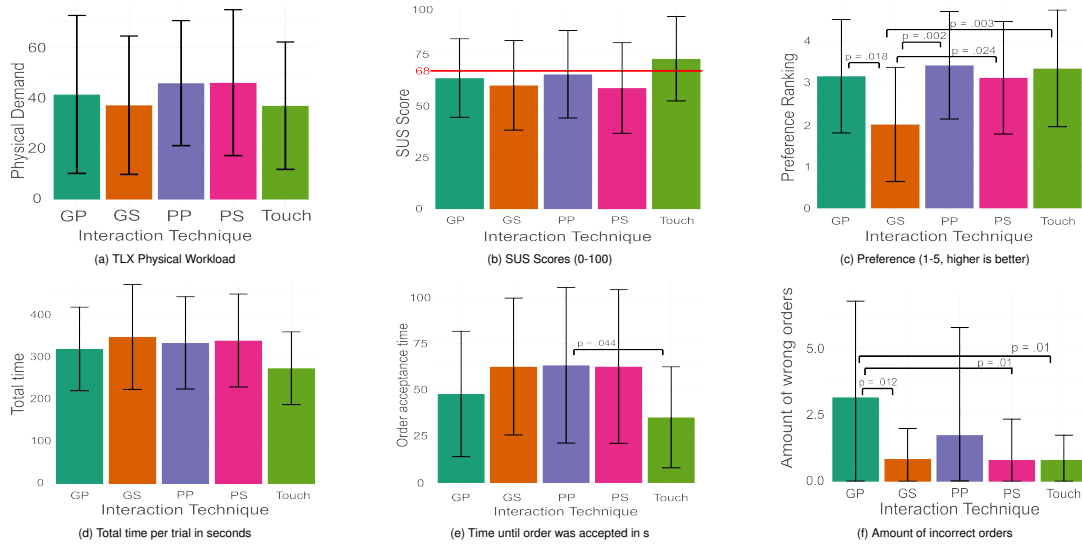 Physical Demand
60
40
20
0
GP GS PP PS Touch
Interaction Technique
(a) TLX Physical Workload
SUS Score
100
75
68
50
25
0
GP GS PP PS Touch
Interaction Technique
(b) SUS Scores (0-100)
Preference Ranking
4
3
2
1
0
p = .003
p = .002
p = .018
p = .024
GP GS PP PS Touch
Interaction Technique
(c) Preference (1-5, higher is better)
Total time
400
300
200
100
0
GP GS PP PS Touch
Interaction Technique
(d) Total time per trial in seconds
Order acceptance time
100
75
50
25
0
p = .044
GP GS PP PS Touch
Interaction Technique
(e) Time until order was accepted in s
Amount of wrong orders
5.0
2.5
0.0
p = .01
p = .01
p = .012
GP GS PP PS Touch
Interaction Technique
(f) Amount of incorrect orders